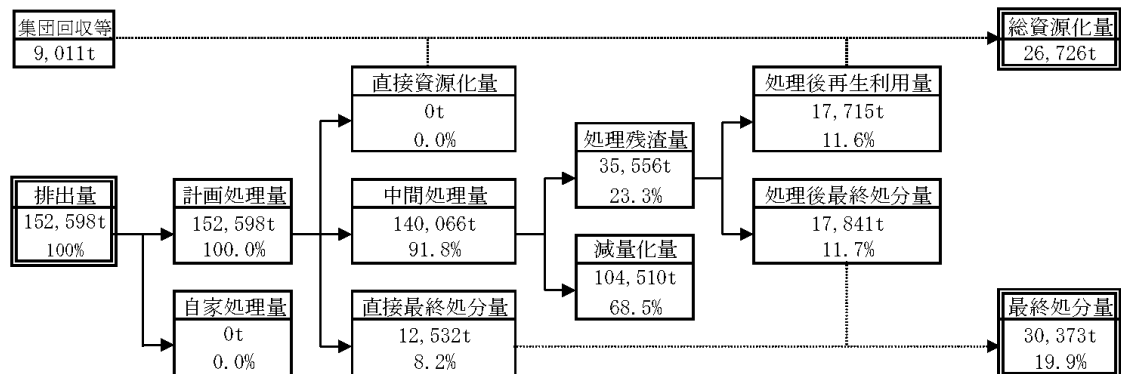 集団回収等
9,011t
総資源化量
26,726t
直接資源化量
0t
0.0%
処理後再生利用量
17,715t
11.6%
処理残渣量
35,556t
23.3%
排出量
152,598t
100%
計画処理量
152,598t
100.0%
中間処理量
140,066t
91.8%
処理後最終処分量
17,841t
11.7%
減量化量
104,510t
68.5%
自家処理量
0t
0.0%
直接最終処分量
12,532t
8.2%
最終処分量
30,373t
19.9%